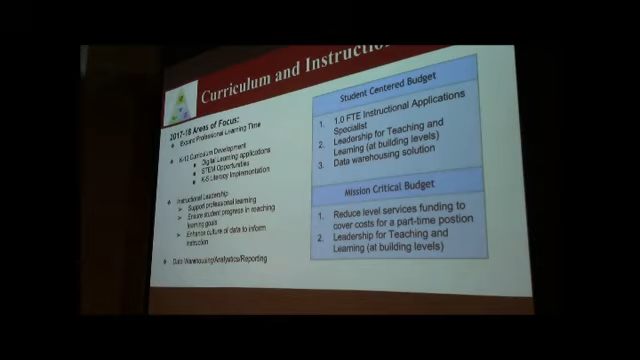 Curriculum and Instruction
2017-18 Areas of Focus:
Expand Professional Learning Time
K-12 Curriculum Development
Digital Learning applications
STEM Opportunities
K-5 Literacy Implementation
Instructional Leadership
Support professional learning
Ensure student progress in reaching
learning goals
Enhance culture of data to inform
instruction
Data Warehousing/Analytics/Reporting
Student Centered Budget
1. 1.0 FTE Instructional Applications
Specialist
2. Leadership for Teaching and
Learning (at building levels)
3. Data warehousing solution
Mission Critical Budget
1. Reduce level services funding to
cover costs for a part-time postion
2. Leadership for Teaching and
Learning (at building levels)